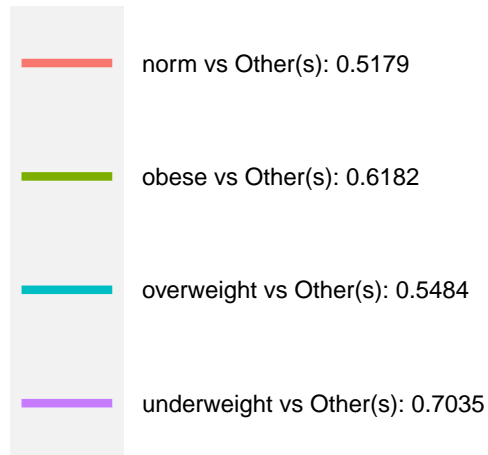 norm vs Other(s): 0.5179
obese vs Other(s): 0.6182
overweight vs Other(s): 0.5484
underweight vs Other(s): 0.7035